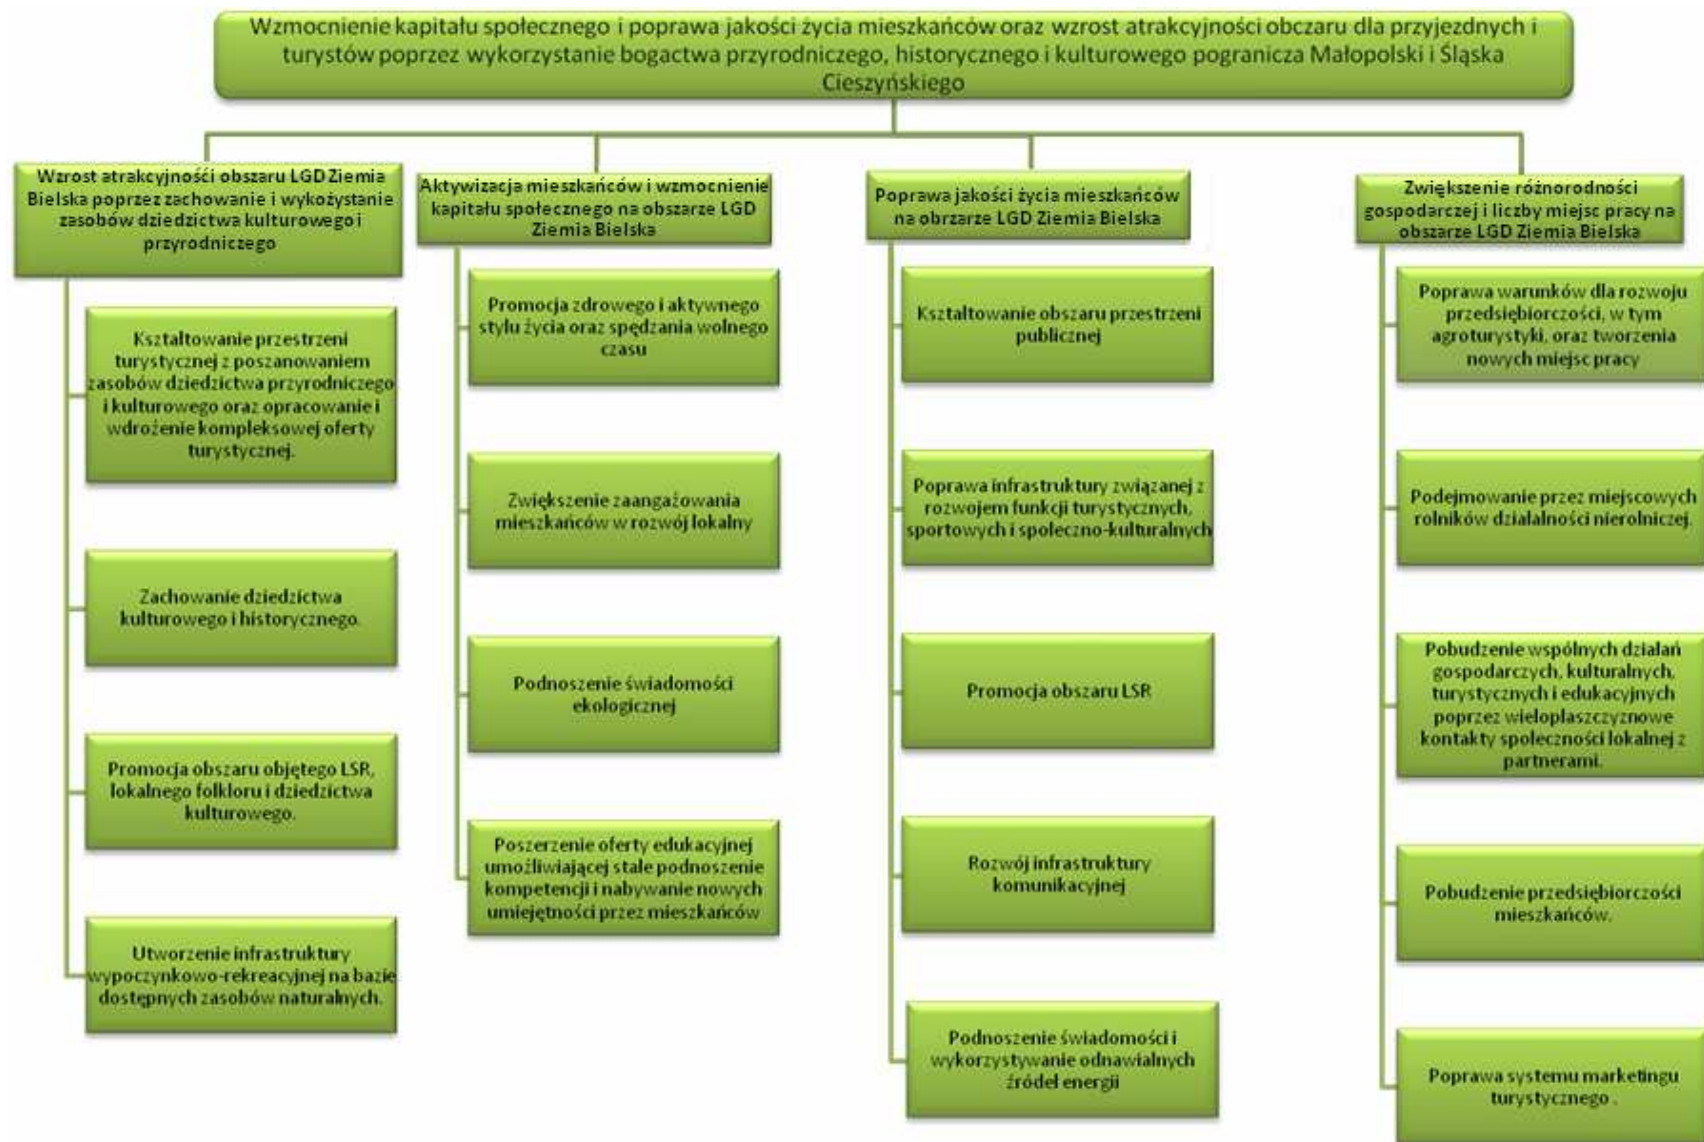 Wzmocnienie kapitału społecznego i poprawa jakości życia mieszkańców oraz wzrost atrakcyjności obczaru dla przyjezdnych i
turystów poprzez wykorzystanie bogactwa przyrodniczego, historycznego i kulturowego pogranicza Małopolski i Śląska
Cieszyńskiego
Wzrost atrakcyjnośći obszaru LGD Ziemia
Bielska poprzez zachowanie i wykożystanie
zasobów dziedzictwa kulturowego i
przyrodniczego
Kształtowanie przestrzeni
turystycznej z poszanowaniem
zasobów dziedzictwa przyrodniczego
i kulturowego oraz opracowanie i
wdrożenie kompleksowej oferty
turystycznej.
Zachowanie dziedzictwa
kulturowego i historycznego.
Promocja obszaru objętego LSR,
lokalnego folkloru i dziedzictwa
kulturowego.
Utworzenie infrastruktury
wypoczynkowo-rekreacyjnej na bazie
dostępnych zasobów naturalnych.
Aktywizacja mieszkańców i wzmocnienie
kapitału społecznego na obszarze LGD
Ziemia Bielska
Promocja zdrowego i aktywnego
stylu życia oraz spędzania wolnego
czasu
Zwiększenie zaangażowania
mieszkańców w rozwój lokalny
Podnoszenie świadomości
ekologicznej
Poszerzenie oferty edukacyjnej
umożliwiającej stałe podnoszenie
kompetencji i nabywanie nowych
umiejętności przez mieszkańców
Poprawa jakości życia mieszkańców
na obrzarze LGD Ziemia Bielska
Kształtowanie obszaru przestrzeni
publicznej
Poprawa infrastruktury związanej z
rozwojem funkcji turystycznych,
sportowych i społeczno-kulturalnych
Promocja obszaru LSR
Rozwój infrastruktury
komunikacyjnej
Podnoszenie świadomości i
wykorzystywanie odnawialnych
źródeł energii
Zwiększenie różnorodności
gospodarczej i liczby miejsc pracy na
obszarze LGD Ziemia Bielska
Poprawa warunków dla rozwoju
przedsiębiorczości, w tym
agroturystyki, oraz tworzenia
nowych miejsc pracy
Podejmowanie przez miejscowych
rolników działalności nierolniczej.
Pobudzenie wspólnych działań
gospodarczych, kulturalnych,
turystycznych i edukacyjnych
poprzez wielopłaszczyznowe
kontakty społeczności lokalnej z
partnerami.
Pobudzenie przedsiębiorczości
mieszkańców.
Poprawa systemu marketingu
turystycznego .